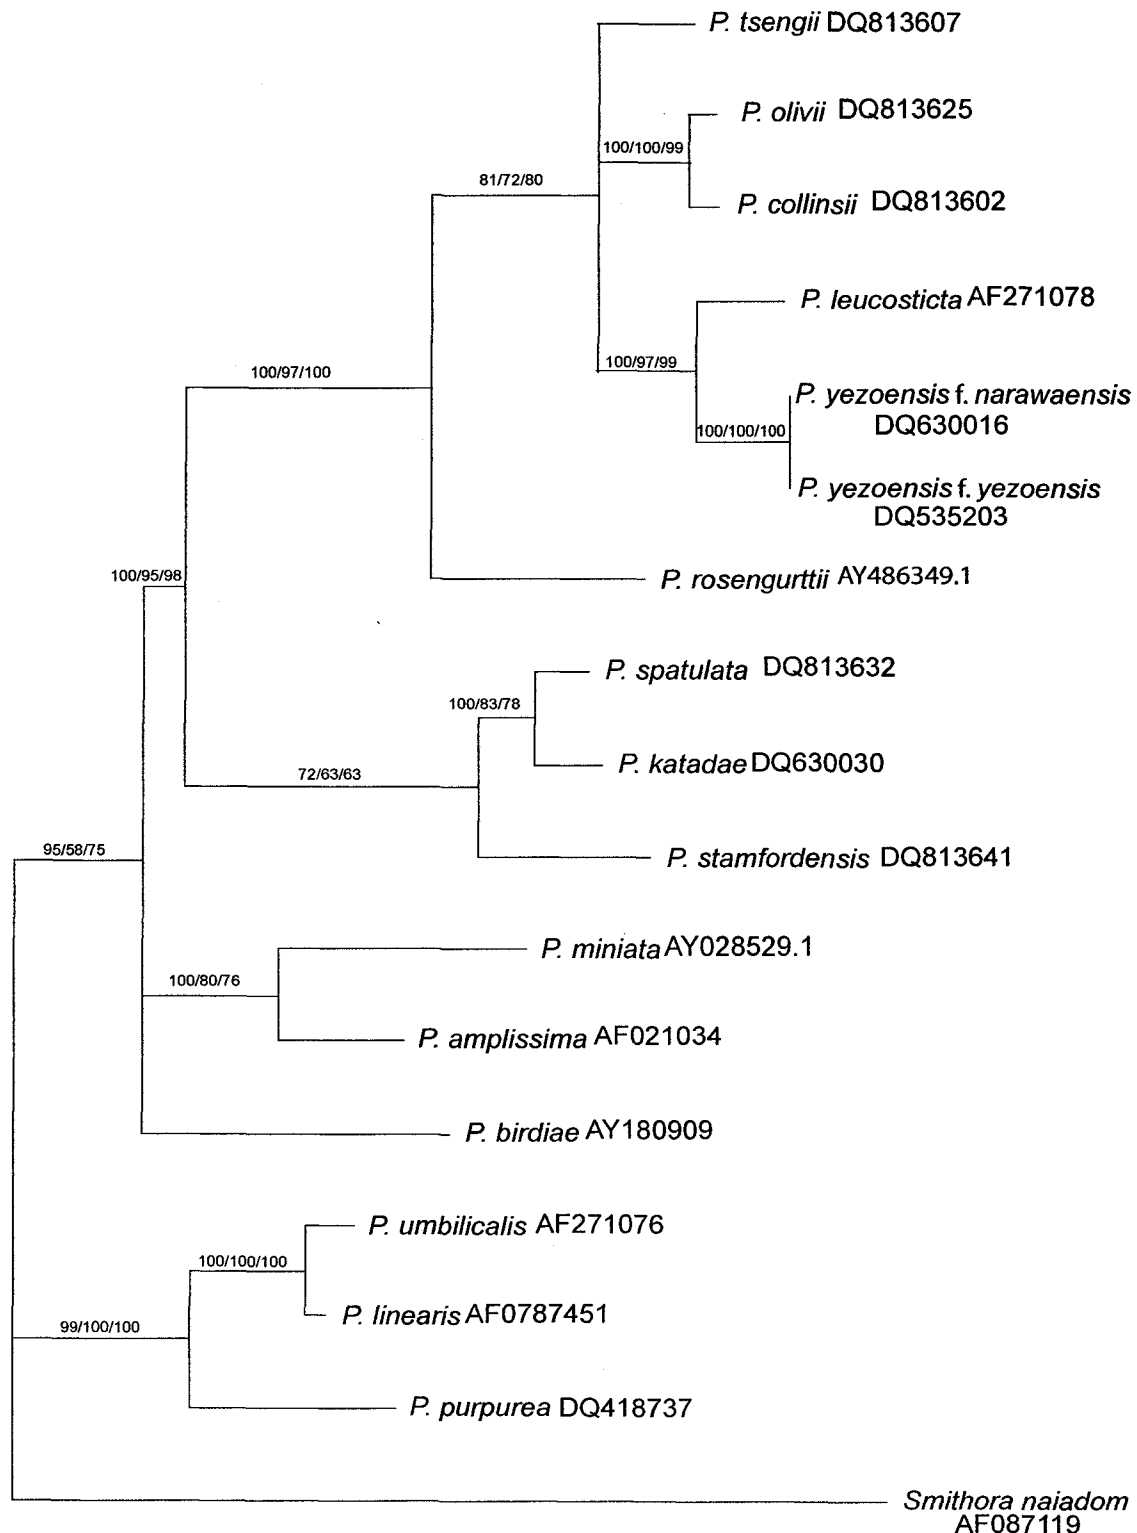 P. tsengii DQ813607
P. olivii DQ813625
100/100/99
81/72/80
P. collinsii DQ813602
P. leucosticta AF271078
100/97/99
100/97/100
P. yezoensis f. narawaensis
DQ630016
100/100/100
P. yezoensis f. yezoensis
DQ535203
100/95/98
P. rosengurttii AY486349.1
P. spatulata DQ813632
100/83/78
P. katadae DQ630030
72/63/63
95/58/75
P. stamfordensis DQ813641
P. miniata AY028529.1
100/80/76
P. amplissima AF021034
P. birdiae AY180909
P. umbilicalis AF271076
100/100/100
P. linearis AF0787451
99/100/100
P. purpurea DQ418737
Smithora naiadom
AF087119